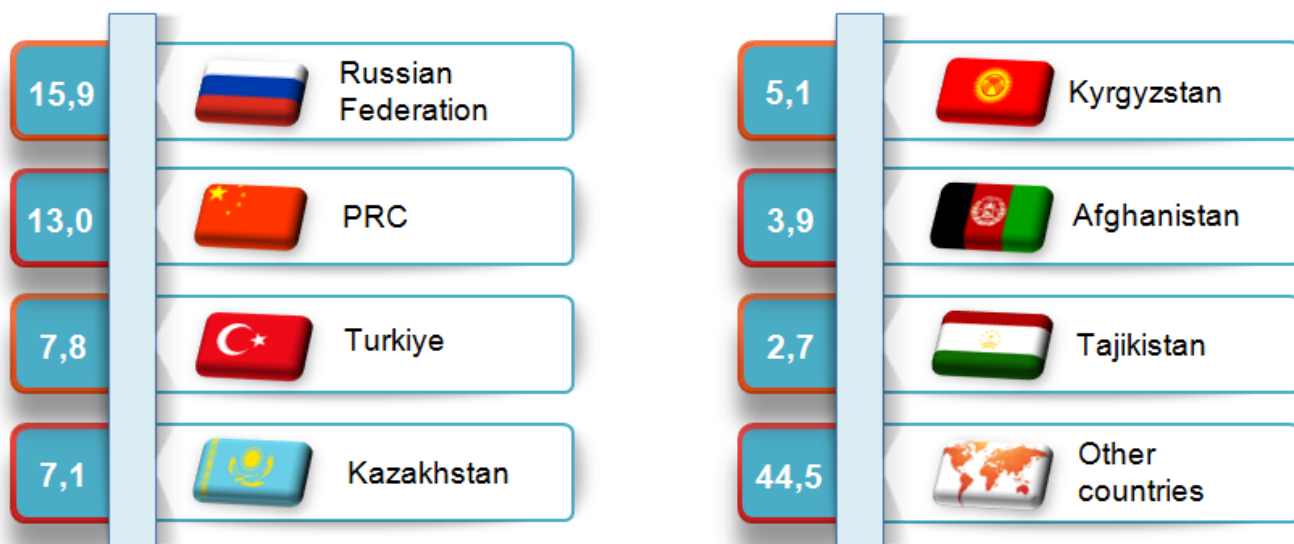 15,9
Russian
Federation
13,0
PRC
7,8
Turkiye
7,1
Kazakhstan
5,1
Kyrgyzstan
3,9
Afghanistan
2,7
Tajikistan
44,5
Other
countries